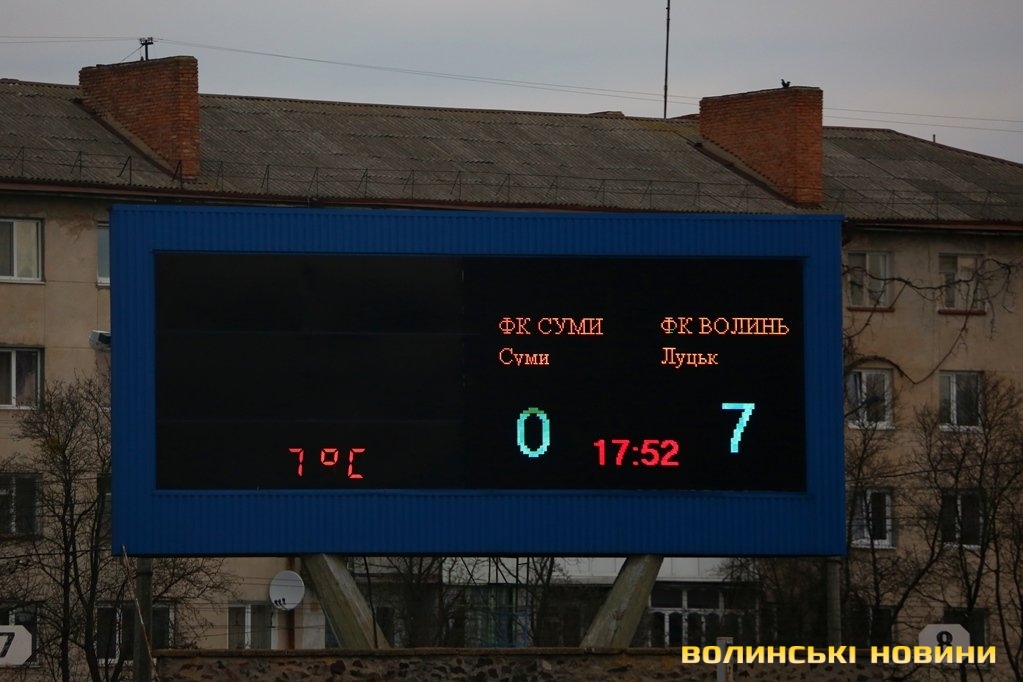 ФК СУМИ ФК ВОЛИНЬ
Суми Луцьк
0 7
7°C 17:52
7 8
ВОЛИНСЬКІ НОВИНИ